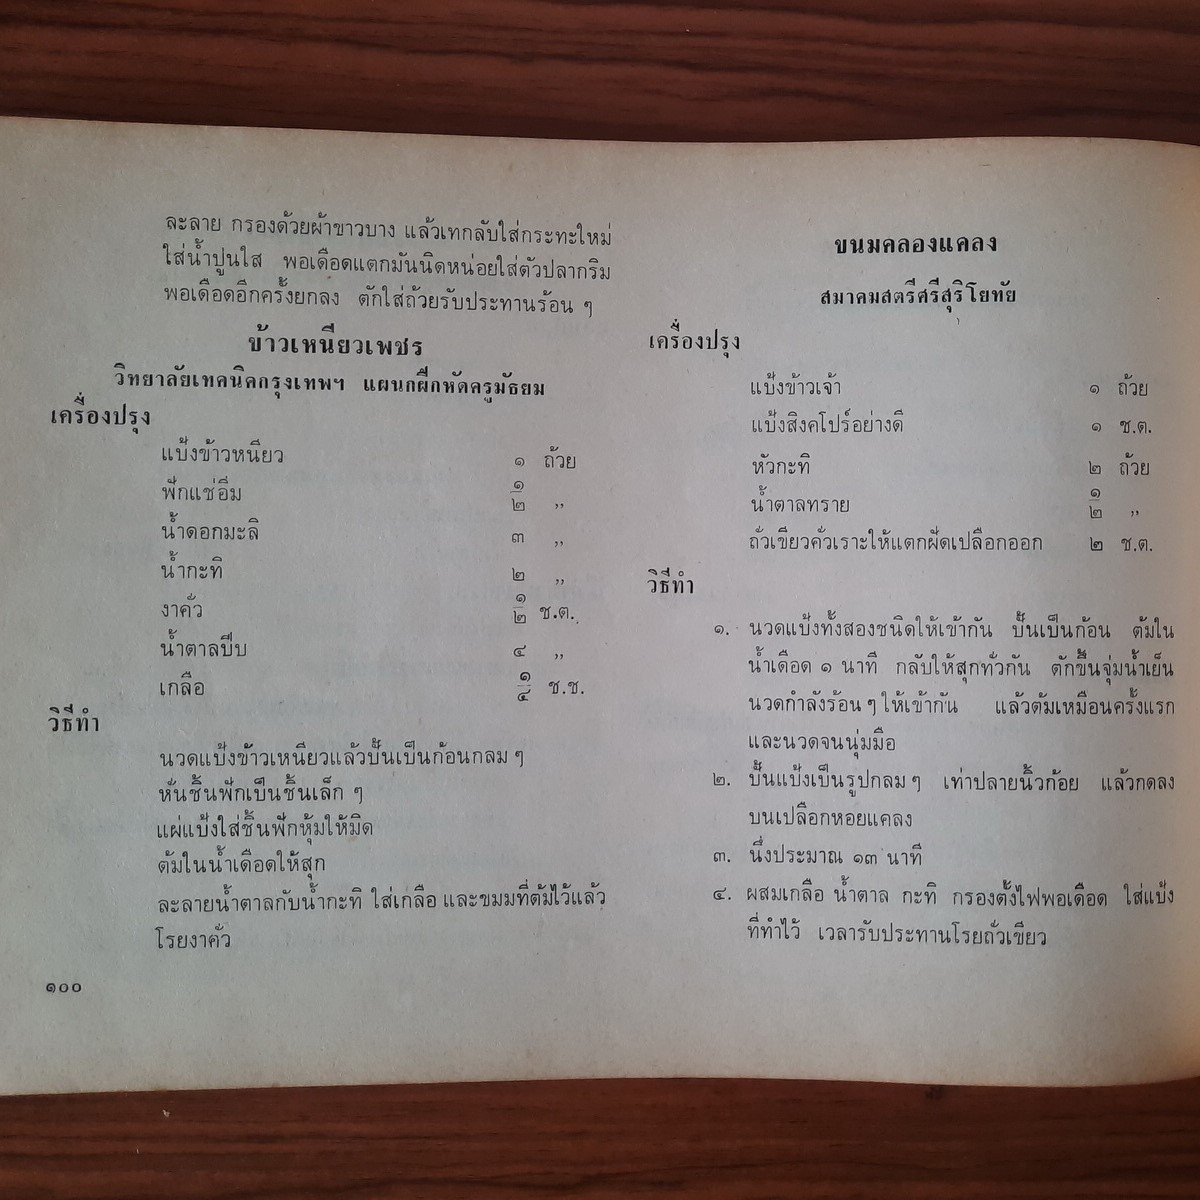 ละลาย กรองด้วยผ้าขาวบาง แล้วเทกลับใส่กระทะใหม่
ใส่น้ำปูนใส พอเดือดแตกมันนิดหน่อยใส่ตัวปลากริม
พอเดือดอีกครั้งยกลง ตักใส่ถ้วยรับประทานร้อน ๆ
ข้าวเหนียวเพชร
วิทยาลัยเทคนิคกรุงเทพฯ แผนกฝึกหัดครูมัธยม
เครื่องปรุง
แป้งข้าวหนียว ๑ ถ้วย
ฟักแช่อิ่ม ๑/๒ ,,
น้ำดอกมะลิ ๓ ,,
น้ำกะทิ ๒ ,,
งาคั่ว ๑/๒ ช.ต.
น้ำตาลปีบ ๔ ,,
เกลือ ๑/๔ ช.ช.
วิธีทำ
นวดแป้งข้าวเหนียวแล้วปั้นเป็นก้อนกลม ๆ
หั่นชิ้นฟักเป็นชิ้นเล็ก ๆ
แผ่แป้งใส่ชิ้นฟักหุ้มให้มิด
ต้มในน้ำเดือดให้สุก
ละลายน้ำตาลกับน้ำกะทิ ใส่เกลือ และขมมที่ต้มไว้แล้ว
โรยงาคั่ว
๑๐๐
ขนมคลองแคลง
สมาคมสตรีศรีสุริโยทัย
เครื่องปรุง
แป้งข้าวเจ้า ๑ ถ้วย
แป้งสิงคโปร์อย่างดี ๑ ช.ต.
หัวกะทิ ๒ ถ้วย
น้ำตาลทราย ๑/๒ ,,
ถั่วเขียวคั่วเราะให้แตกฝัดเปลือกออก ๒ ช.ต.
วิธีทำ
๑. นวดแป้งทั้งสองชนิดให้เข้ากัน ปั้นเป็นก้อน ต้มใน
น้ำเดือด ๑ นาที กลับให้สุกทั่วกัน ตักขึ้นจุ่มน้ำเย็น
นวดกำลังร้อน ๆ ให้เข้ากัน แล้วต้มเหมือนครั้งแรก
และนวดจนนุ่มมือ
๒. ปั้นแป้งเป็นรูปกลม ๆ เท่าปลายนิ้วก้อย แล้วกดลง
บนเปลือกหอยแคลง
๓. นึ่งประมาณ ๑๓ นาที
๔. ผสมเกลือ น้ำตาล กะทิ กรองตั้งไฟพอเดือด ใส่แป้ง
ที่ทำไว้ เวลารับประทานโรยถั่วเขียว